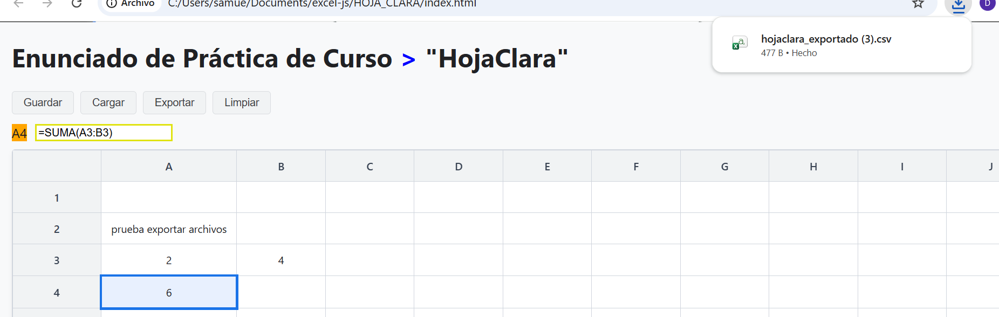 Archivo C:/Users/samue/Documents/excel-js/HOJA_CLARA/index.html D
hojaclara_exportado (3).csv
477 B • Hecho
Enunciado de Práctica de Curso > "HojaClara"
Guardar Cargar Exportar Limpiar
A4 =SUMA(A3:B3)
A B C D E F G H I J
1
2 prueba exportar archivos
3 2 4
4 6